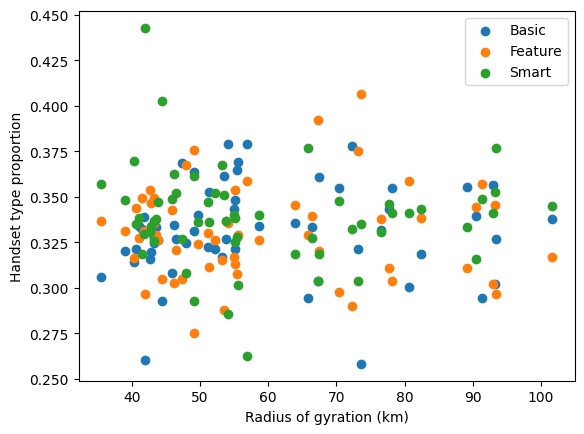 0.450
0.425
0.400
0.375
0.350
0.325
0.300
0.275
0.250
Handset type proportion
Basic
Feature
Smart
40 50 60 70 80 90 100
Radius of gyration (km)